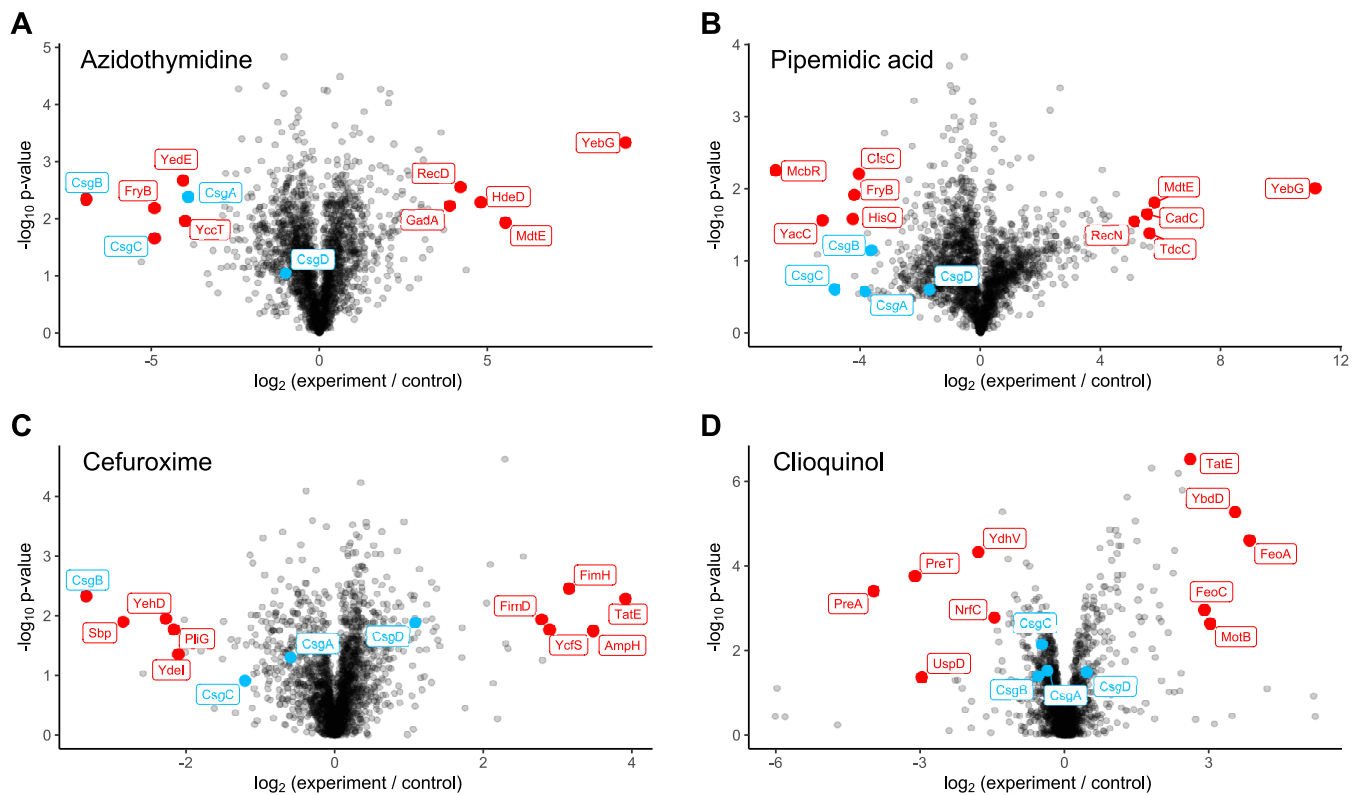 A
Azidothymidine
5
4
3
2
1
0
-log10 p-value
YebG
YedE
CsgB
FryB
CsgA
RecD
HdeD
GadA
YccT
CsgC
MdtE
CsgD
-5
0
5
log2 (experiment / control)
B
Pipemidic acid
4
3
2
1
0
-log10 p-value
McbR
ClsC
FryB
MdtE
YebG
CadC
YacC
HisQ
RecN
TdcC
CsgB
CsgC
CsgD
CsgA
-4
0
4
8
12
log2 (experiment / control)
C
Cefuroxime
4
3
2
1
0
-log10 p-value
CsgB
YehD
Sbp
PliG
YdeI
CsgA
CsgC
CsgD
FimH
FimD
TatE
YcfS
AmpH
-2
0
2
4
log2 (experiment / control)
D
Clioquinol
6
4
2
0
-log10 p-value
TatE
YbdD
YdhV
FeoA
PreT
PreA
FeoC
NrfC
CsgC
MotB
UspD
CsgB
CsgA
CsgD
-6
-3
0
3
log2 (experiment / control)